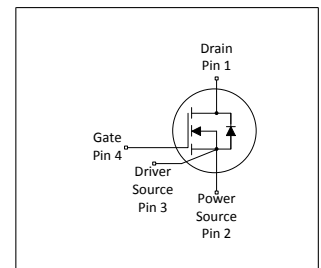 Drain
Pin 1
Gate
Pin 4
Driver
Source
Pin 3
Power
Source
Pin 2